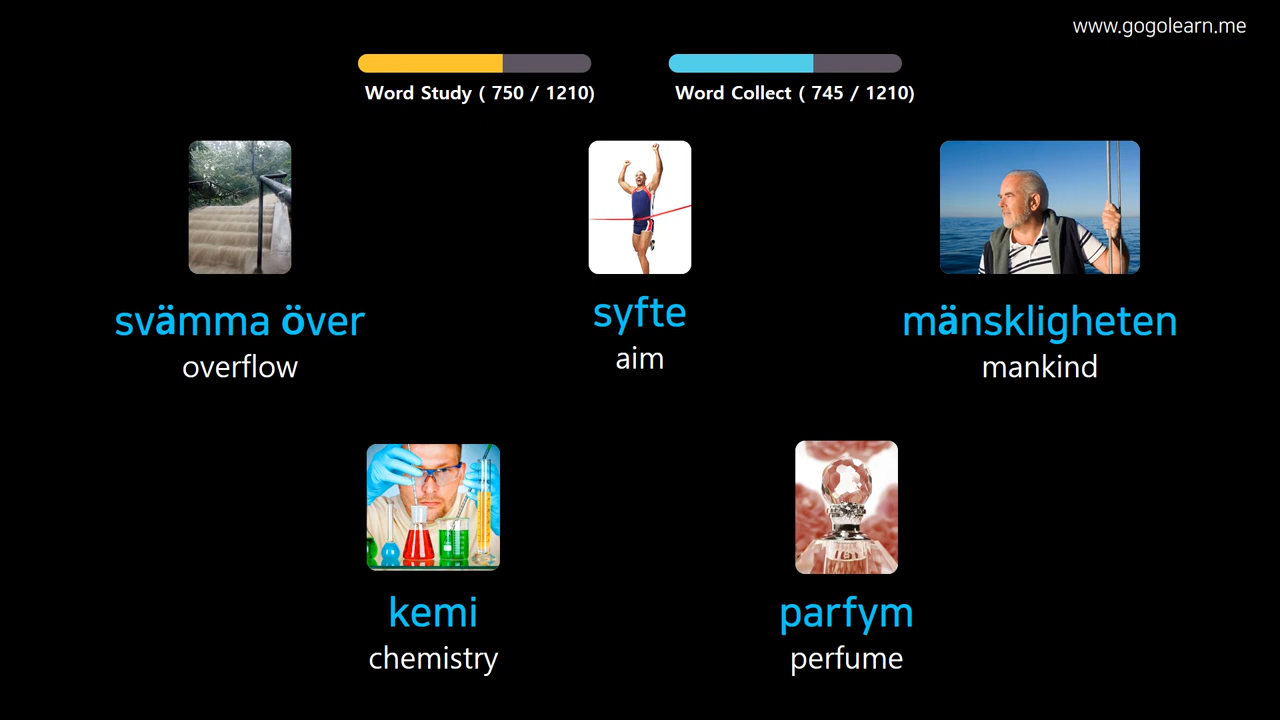 www.gogolearn.me
Word Study ( 750 / 1210)
Word Collect ( 745 / 1210)
svämma över
overflow
syfte
aim
mänskligheten
mankind
kemi
chemistry
parfym
perfume